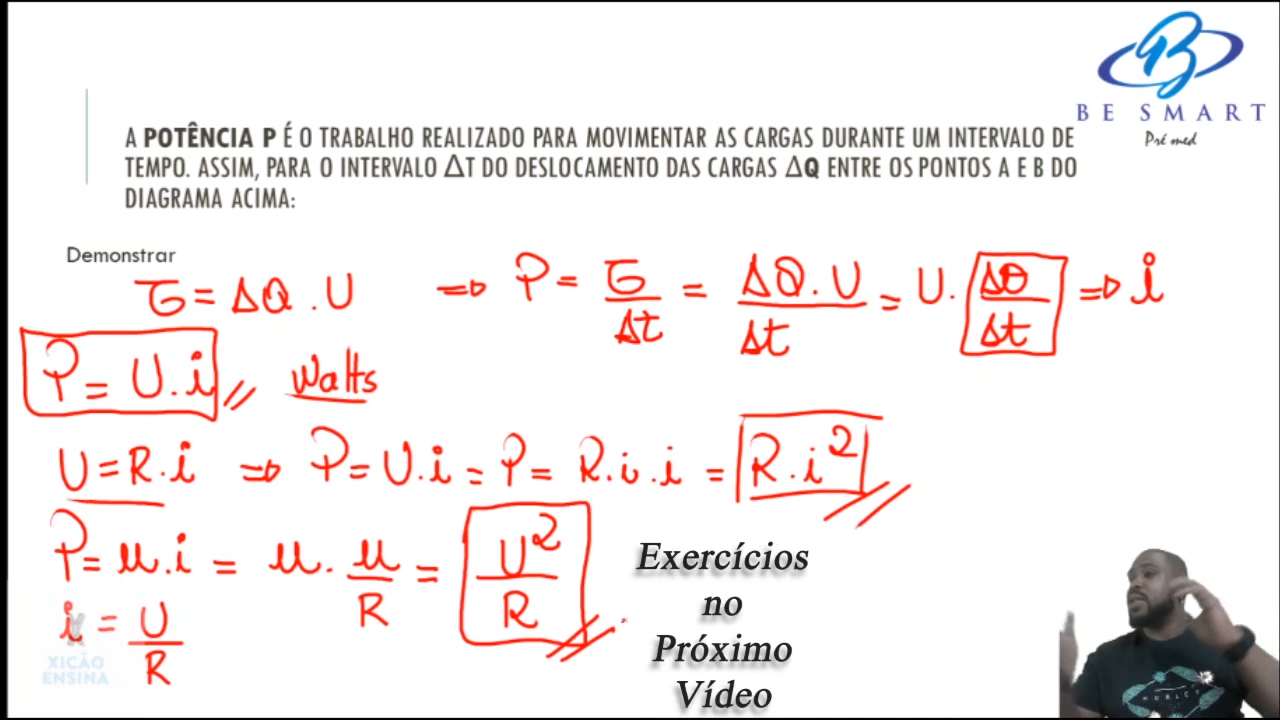 BE SMART
Pré med
A POTÊNCIA P É O TRABALHO REALIZADO PARA MOVIMENTAR AS CARGAS DURANTE UM INTERVALO DE
TEMPO. ASSIM, PARA O INTERVALO ΔT DO DESLOCAMENTO DAS CARGAS ΔQ ENTRE OS PONTOS A E B DO
DIAGRAMA ACIMA:
Demonstrar
τ = ΔQ . U ⇒ P = τ/Δt = ΔQ . U/Δt = U . ΔQ/Δt ⇒ i
P = U . i // Watts
U = R . i ⇒ P = U . i = P = R . i . i = R . i²
P = u . i = u . u/R = U²/R
i = U/R
Exercícios
no
Próximo
Vídeo
XICÃO
ENSINA